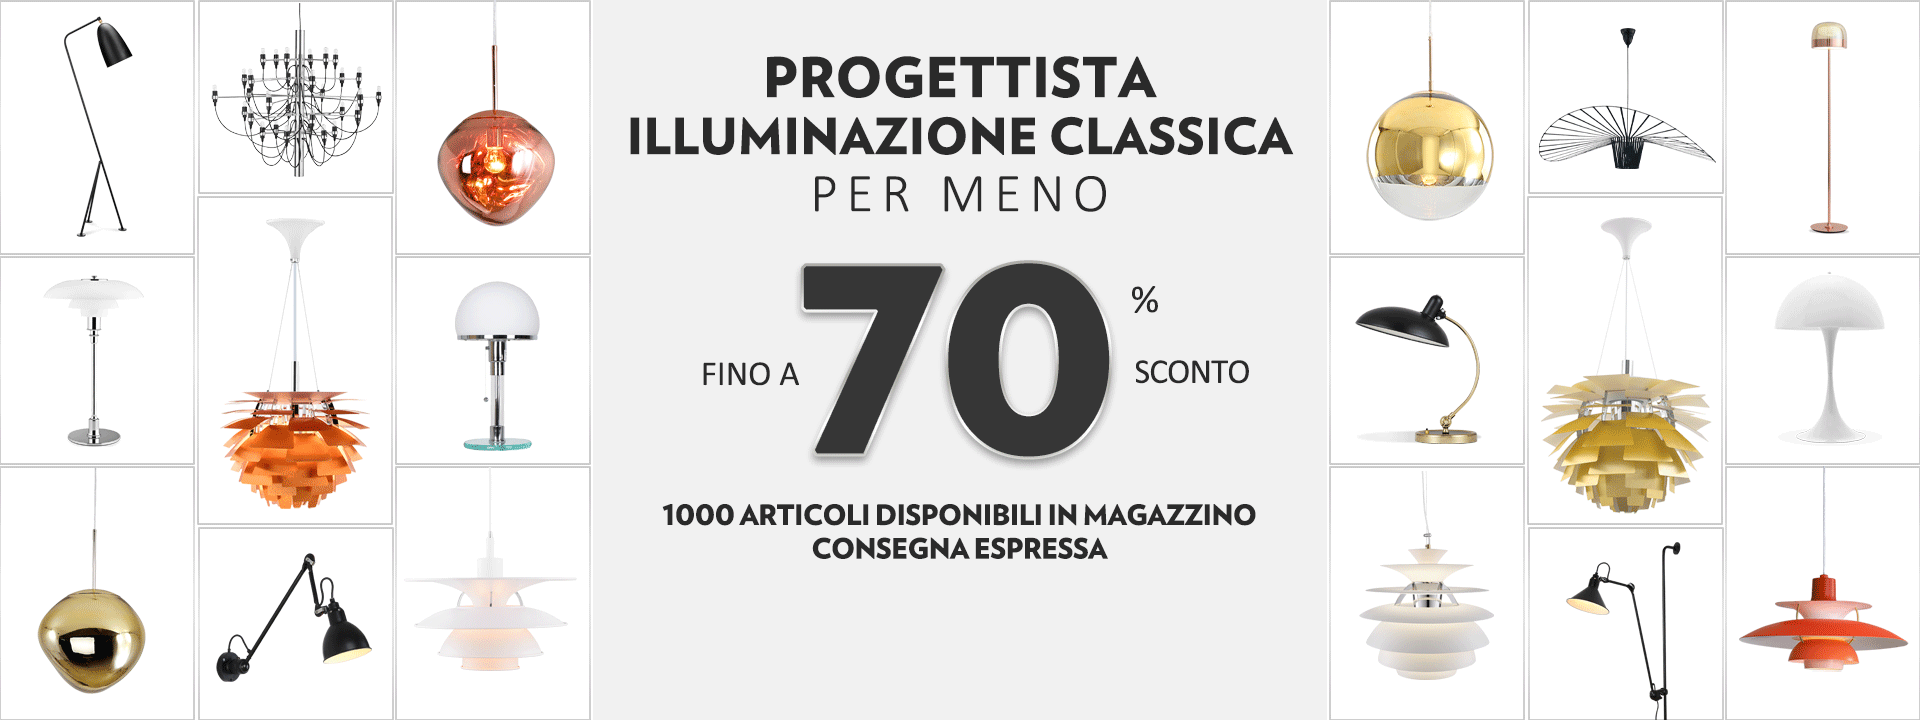 PROGETTISTA
ILLUMINAZIONE CLASSICA
PER MENO
FINO A 70 % SCONTO
1000 ARTICOLI DISPONIBILI IN MAGAZZINO
CONSEGNA ESPRESSA